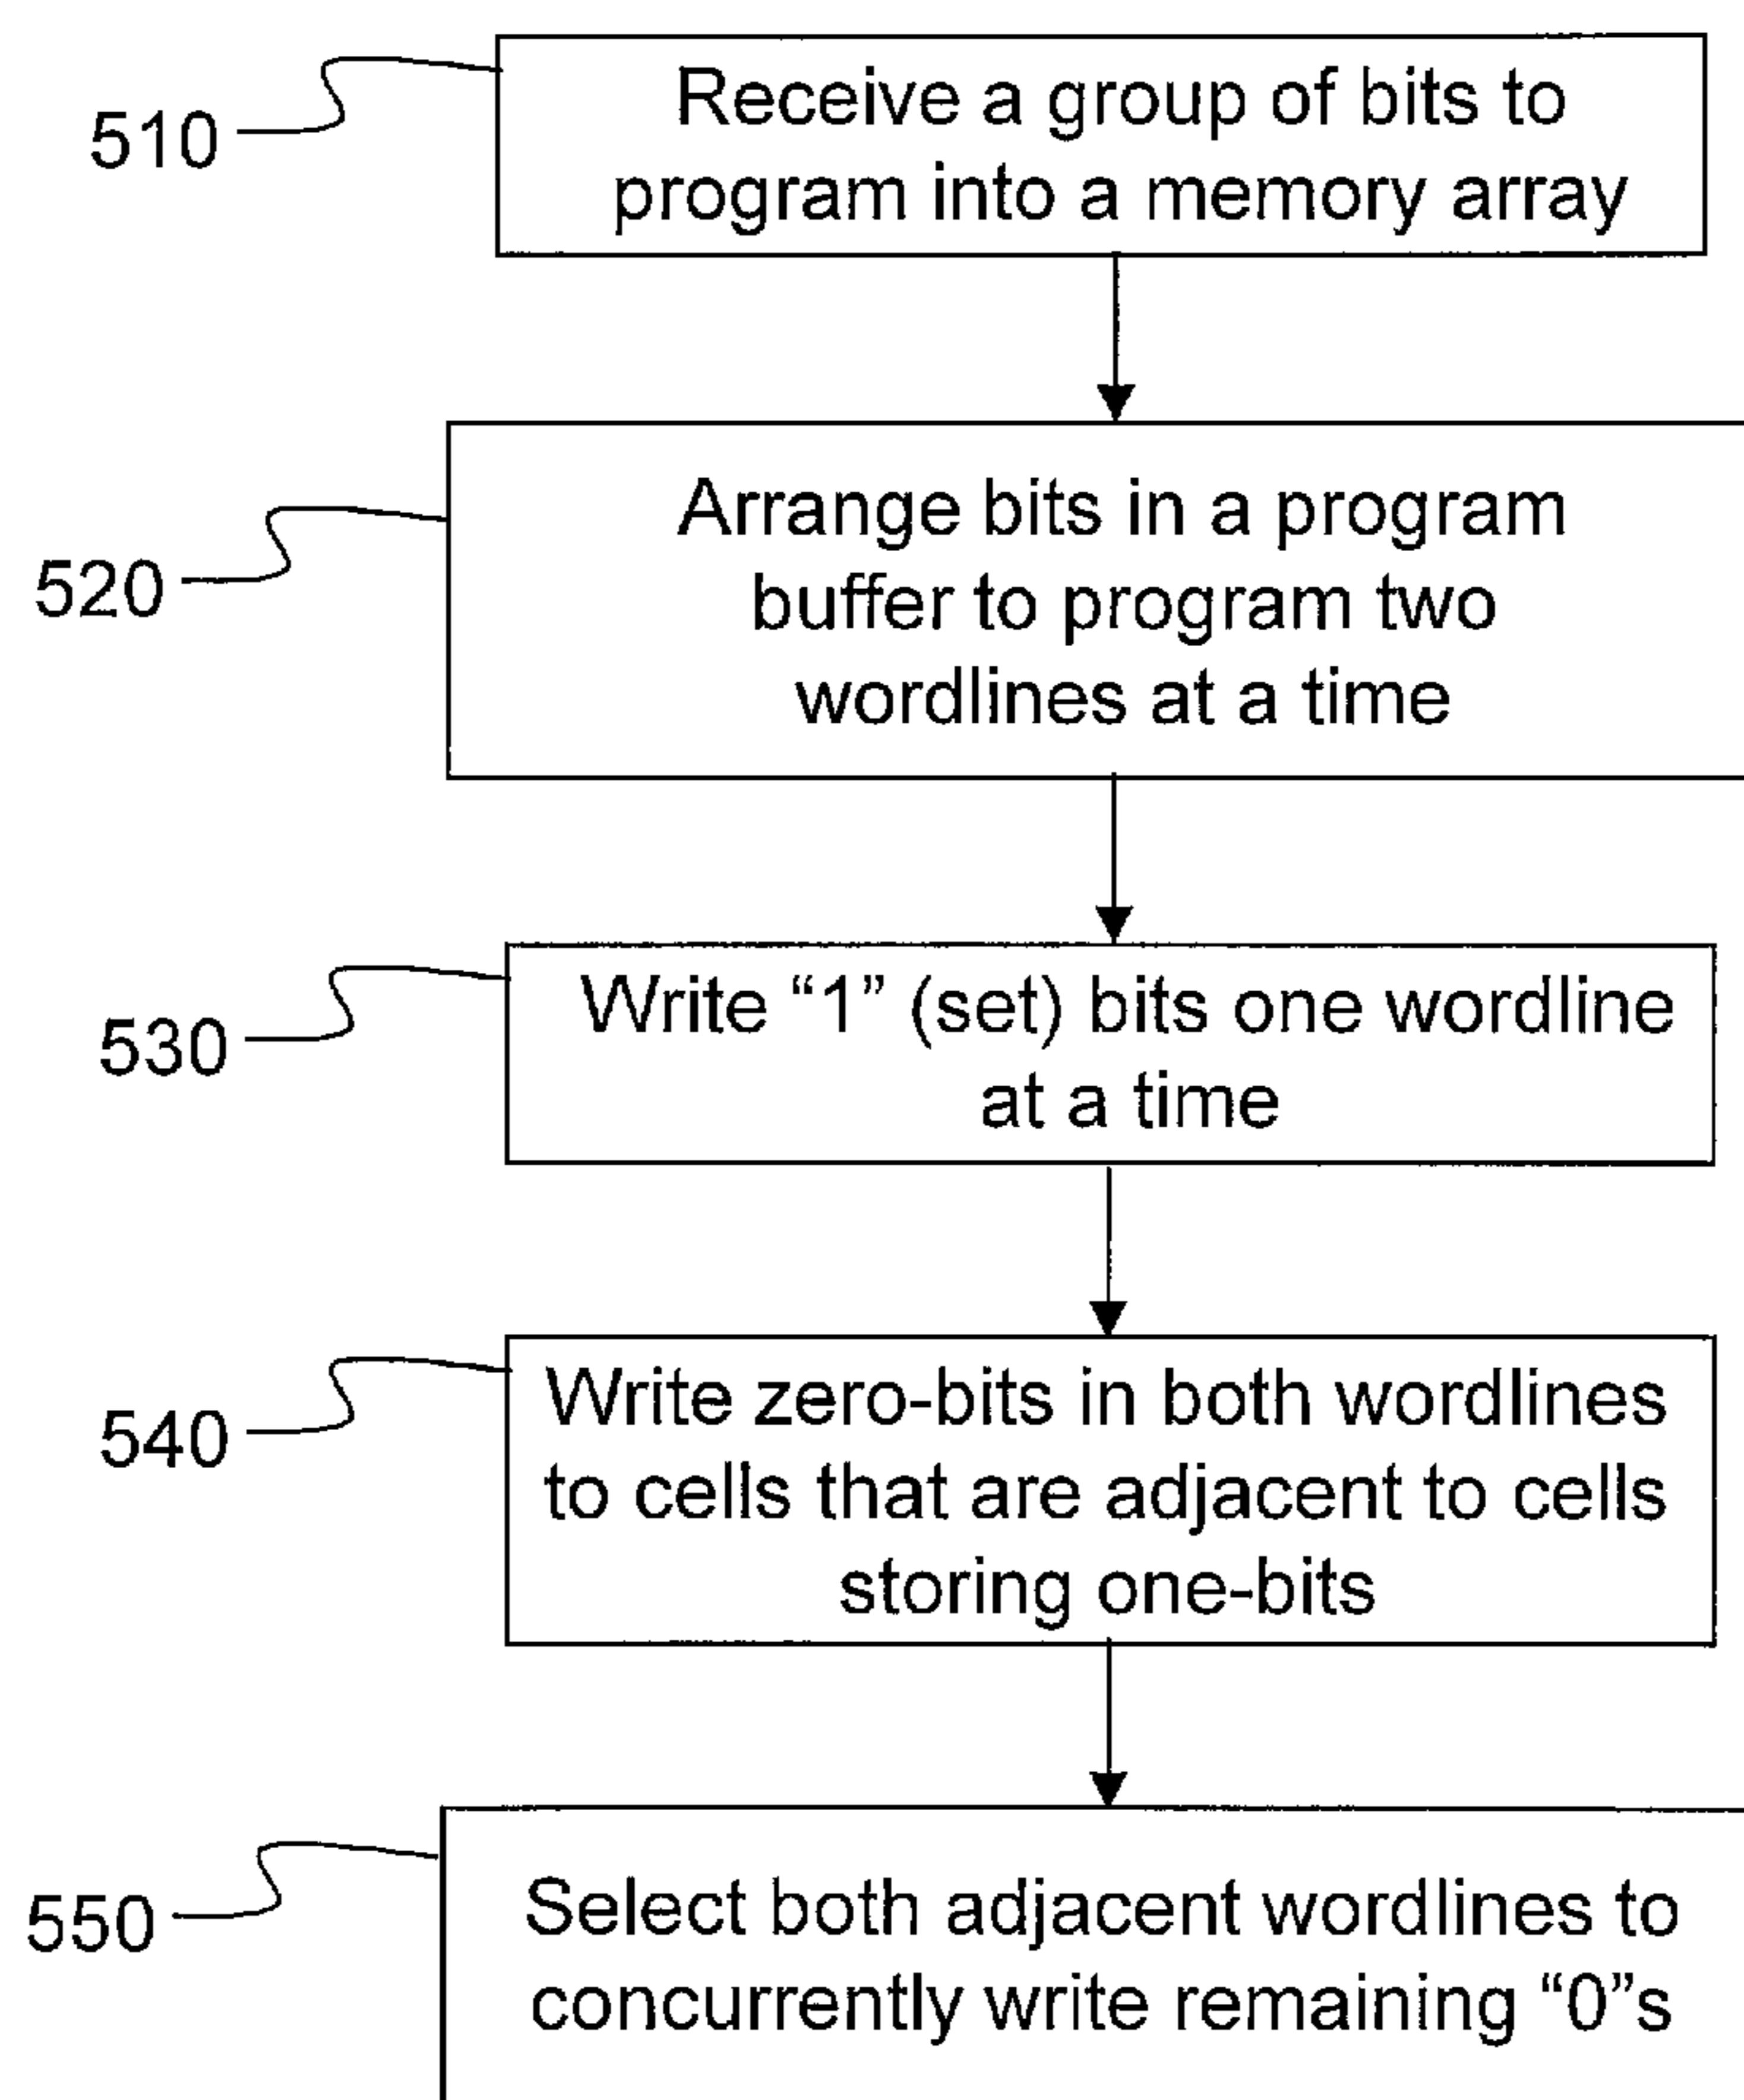 510
Receive a group of bits to
program into a memory array
520
Arrange bits in a program
buffer to program two
wordlines at a time
530
Write “1” (set) bits one wordline
at a time
540
Write zero-bits in both wordlines
to cells that are adjacent to cells
storing one-bits
550
Select both adjacent wordlines to
concurrently write remaining “0”s